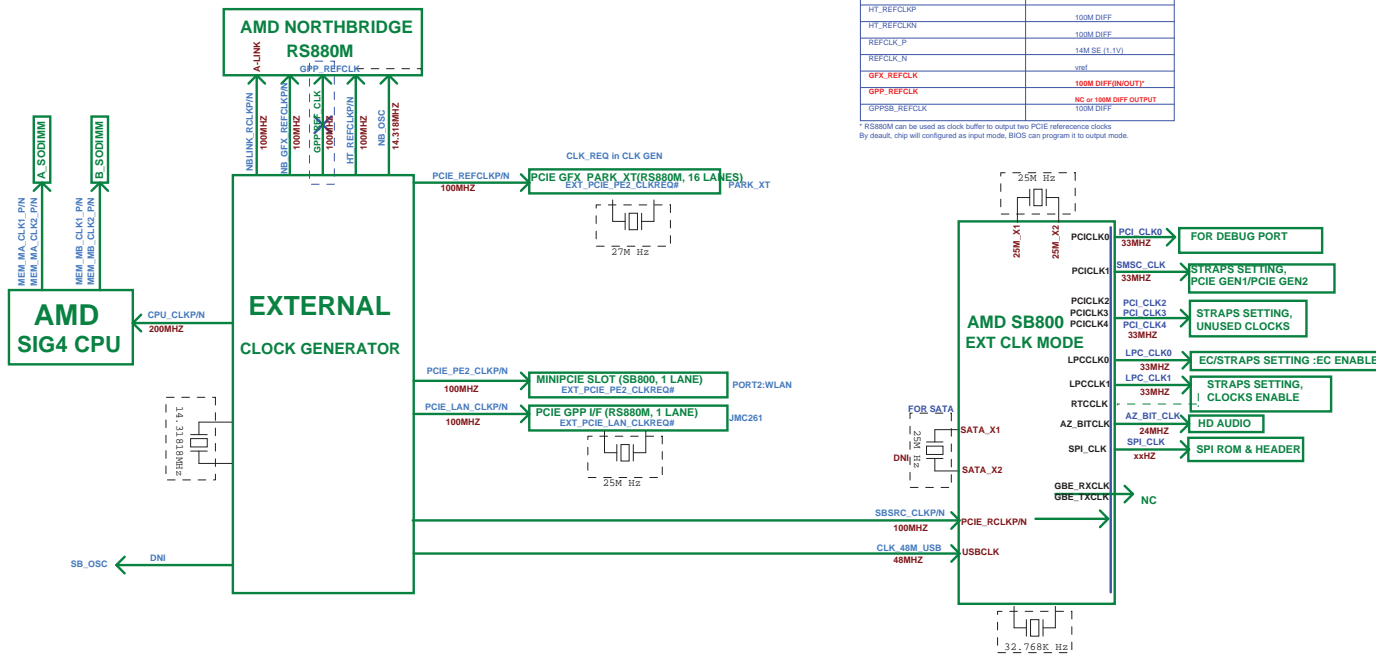 AMD NORTHBRIDGE
RS880M
A-LINK
GPP_REFCLK
NBLINK_RCLKP/N
100MHZ
NB_GFX_REFCLKP/N
100MHZ
GPP_REF_CLK
100MHZ
HT_REFCLKP/N
100MHZ
NB_OSC
14.318MHZ
HT_REFCLKP
100M DIFF
HT_REFCLKN
100M DIFF
REFCLK_P
14M SE (1.1V)
REFCLK_N
vref
GFX_REFCLK
100M DIFF(IN/OUT)*
GPP_REFCLK
NC or 100M DIFF OUTPUT
GPPSB_REFCLK
100M DIFF
* RS880M can be used as clock buffer to output two PCIE referecence clocks
By deault, chip will configured as input mode, BIOS can program it to output mode.
A_SODIMM
B_SODIMM
MEM_MA_CLK1_P/N
MEM_MA_CLK2_P/N
MEM_MB_CLK1_P/N
MEM_MB_CLK2_P/N
AMD
SIG4 CPU
CPU_CLKP/N
200MHZ
EXTERNAL
CLOCK GENERATOR
14.31818MHz
SB_OSC
DNI
CLK_REQ in CLK GEN
PCIE_REFCLKP/N
100MHZ
PCIE GFX PARK_XT(RS880M, 16 LANES)
EXT_PCIE_PE2_CLKREQ#
PARK_XT
27M Hz
PCIE_PE2_CLKP/N
100MHZ
MINIPCIE SLOT (SB800, 1 LANE)
EXT_PCIE_PE2_CLKREQ#
PORT2:WLAN
PCIE_LAN_CLKP/N
100MHZ
PCIE GPP I/F (RS880M, 1 LANE)
EXT_PCIE_LAN_CLKREQ#
JMC261
25M Hz
SBSRC_CLKP/N
100MHZ
CLK_48M_USB
48MHZ
25M Hz
25M_X1
25M_X2
AMD SB800
EXT CLK MODE
FOR SATA
25M Hz
DNI
SATA_X1
SATA_X2
PCIE_RCLKP/N
USBCLK
32.768K Hz
PCICLK0
PCI_CLK0
33MHZ
FOR DEBUG PORT
PCICLK1
SMSC_CLK
33MHZ
STRAPS SETTING,
PCIE GEN1/PCIE GEN2
PCICLK2
PCICLK3
PCICLK4
PCI_CLK2
PCI_CLK3
PCI_CLK4
33MHZ
STRAPS SETTING,
UNUSED CLOCKS
LPCCLK0
LPC_CLK0
33MHZ
EC/STRAPS SETTING :EC ENABLE
LPCCLK1
LPC_CLK1
33MHZ
STRAPS SETTING,
CLOCKS ENABLE
RTCCLK
AZ_BITCLK
AZ_BIT_CLK
24MHZ
HD AUDIO
SPI_CLK
SPI_CLK
xxHZ
SPI ROM & HEADER
GBE_RXCLK
GBE_TXCLK
NC